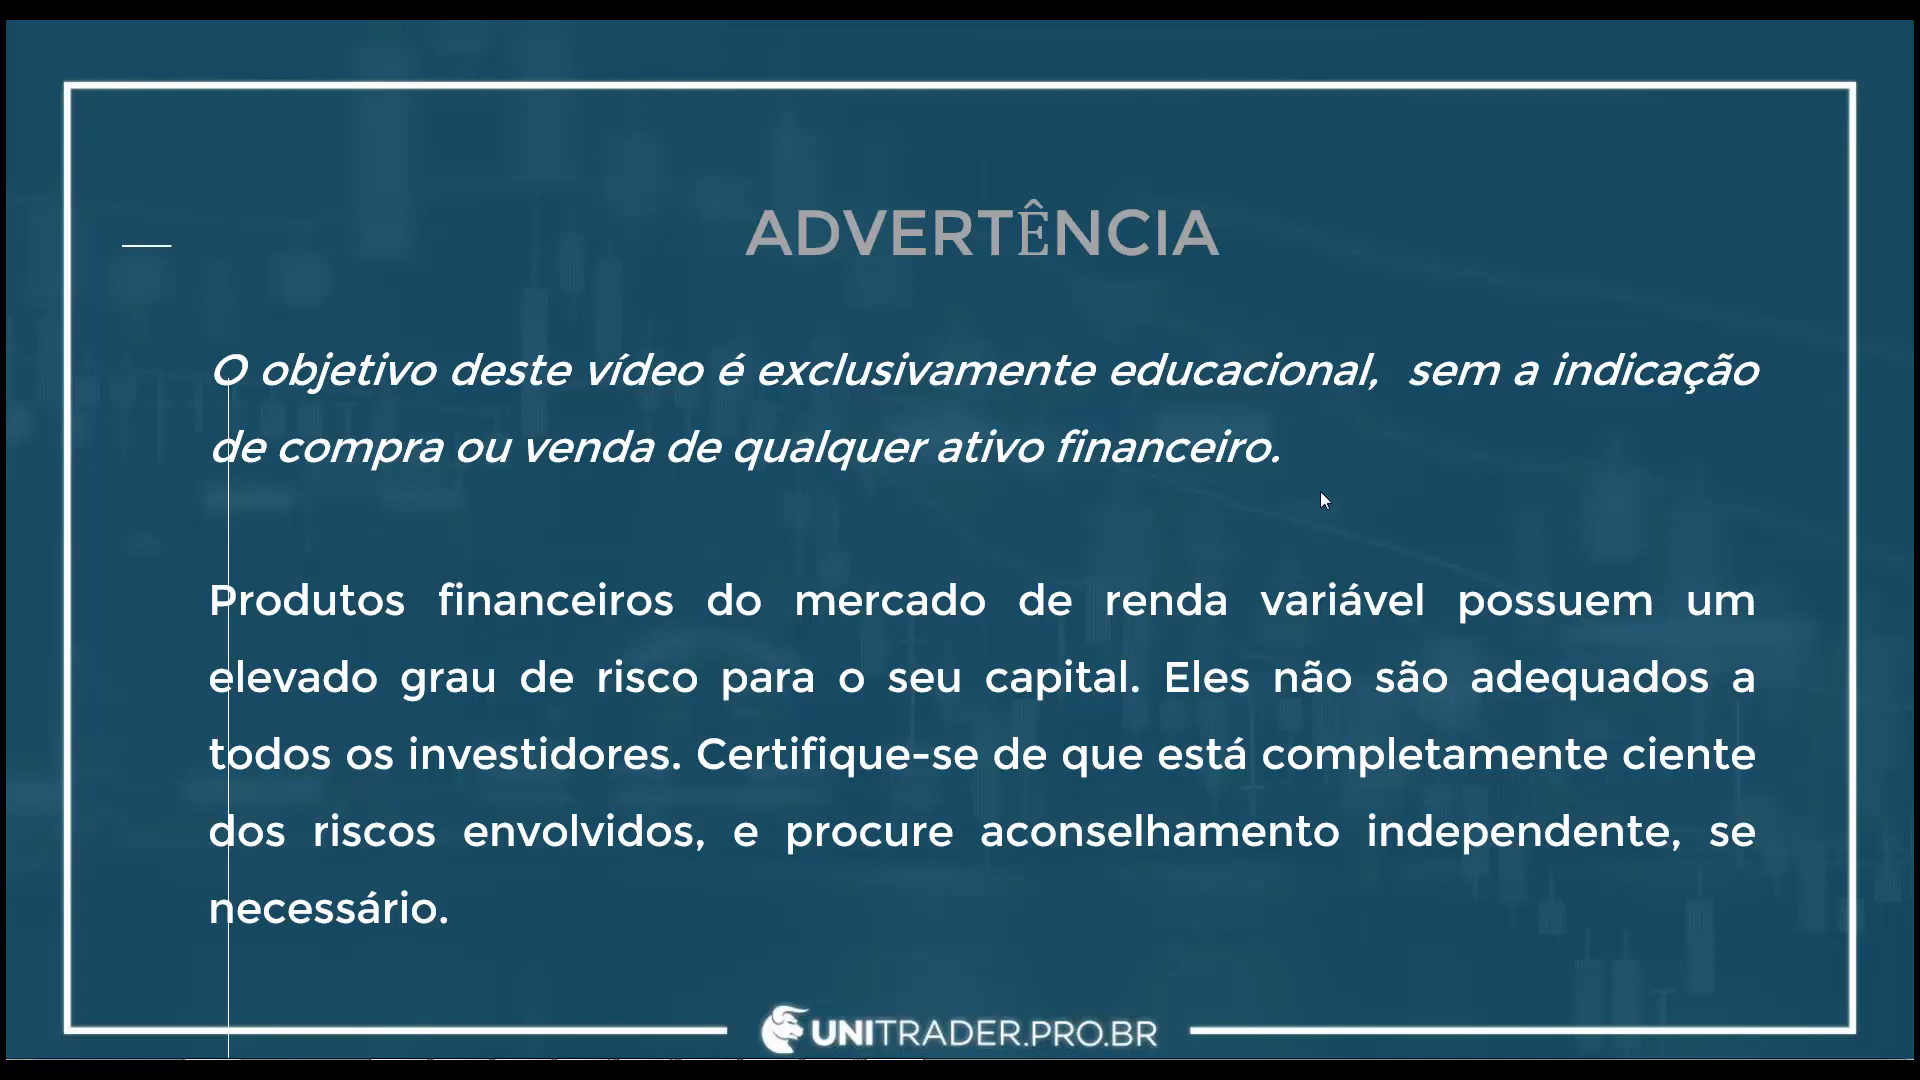 ADVERTÊNCIA
O objetivo deste vídeo é exclusivamente educacional, sem a indicação
de compra ou venda de qualquer ativo financeiro.
Produtos financeiros do mercado de renda variável possuem um
elevado grau de risco para o seu capital. Eles não são adequados a
todos os investidores. Certifique-se de que está completamente ciente
dos riscos envolvidos, e procure aconselhamento independente, se
necessário.
UNITRADER.PRO.BR